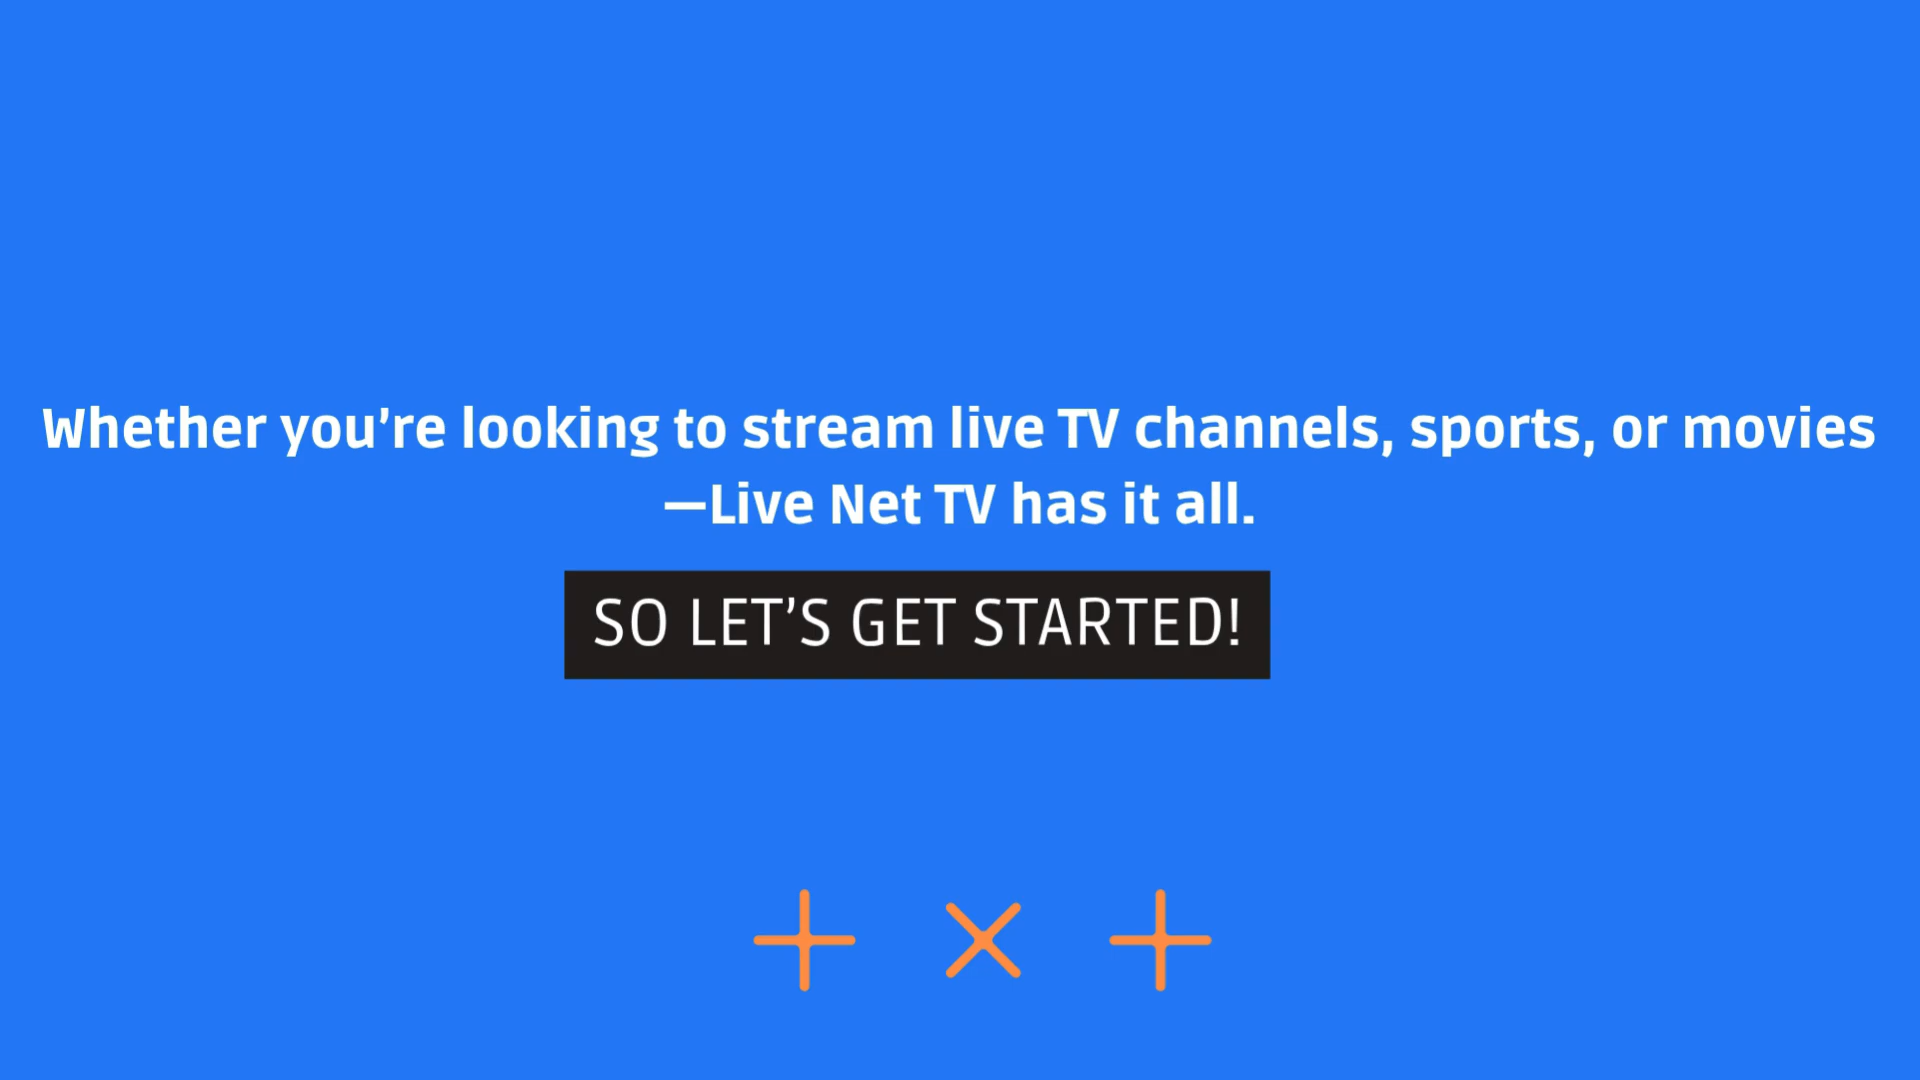 Whether you’re looking to stream live TV channels, sports, or movies
—Live Net TV has it all.
SO LET’S GET STARTED!